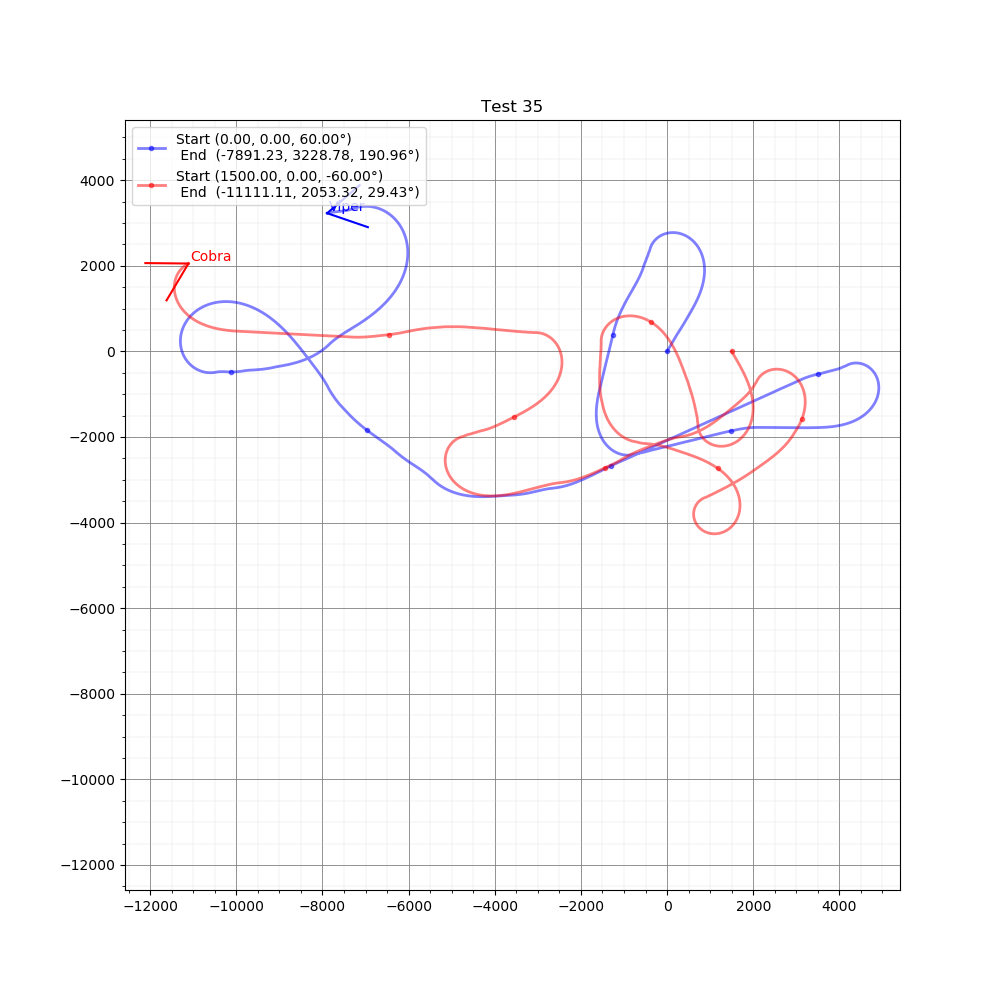 Test 35
Start (0.00, 0.00, 60.00°)
End (-7891.23, 3228.78, 190.96°)
Start (1500.00, 0.00, -60.00°)
End (-11111.11, 2053.32, 29.43°)
Viper
Cobra
4000
2000
0
−2000
−4000
−6000
−8000
−10000
−12000
−12000 −10000 −8000 −6000 −4000 −2000 0 2000 4000